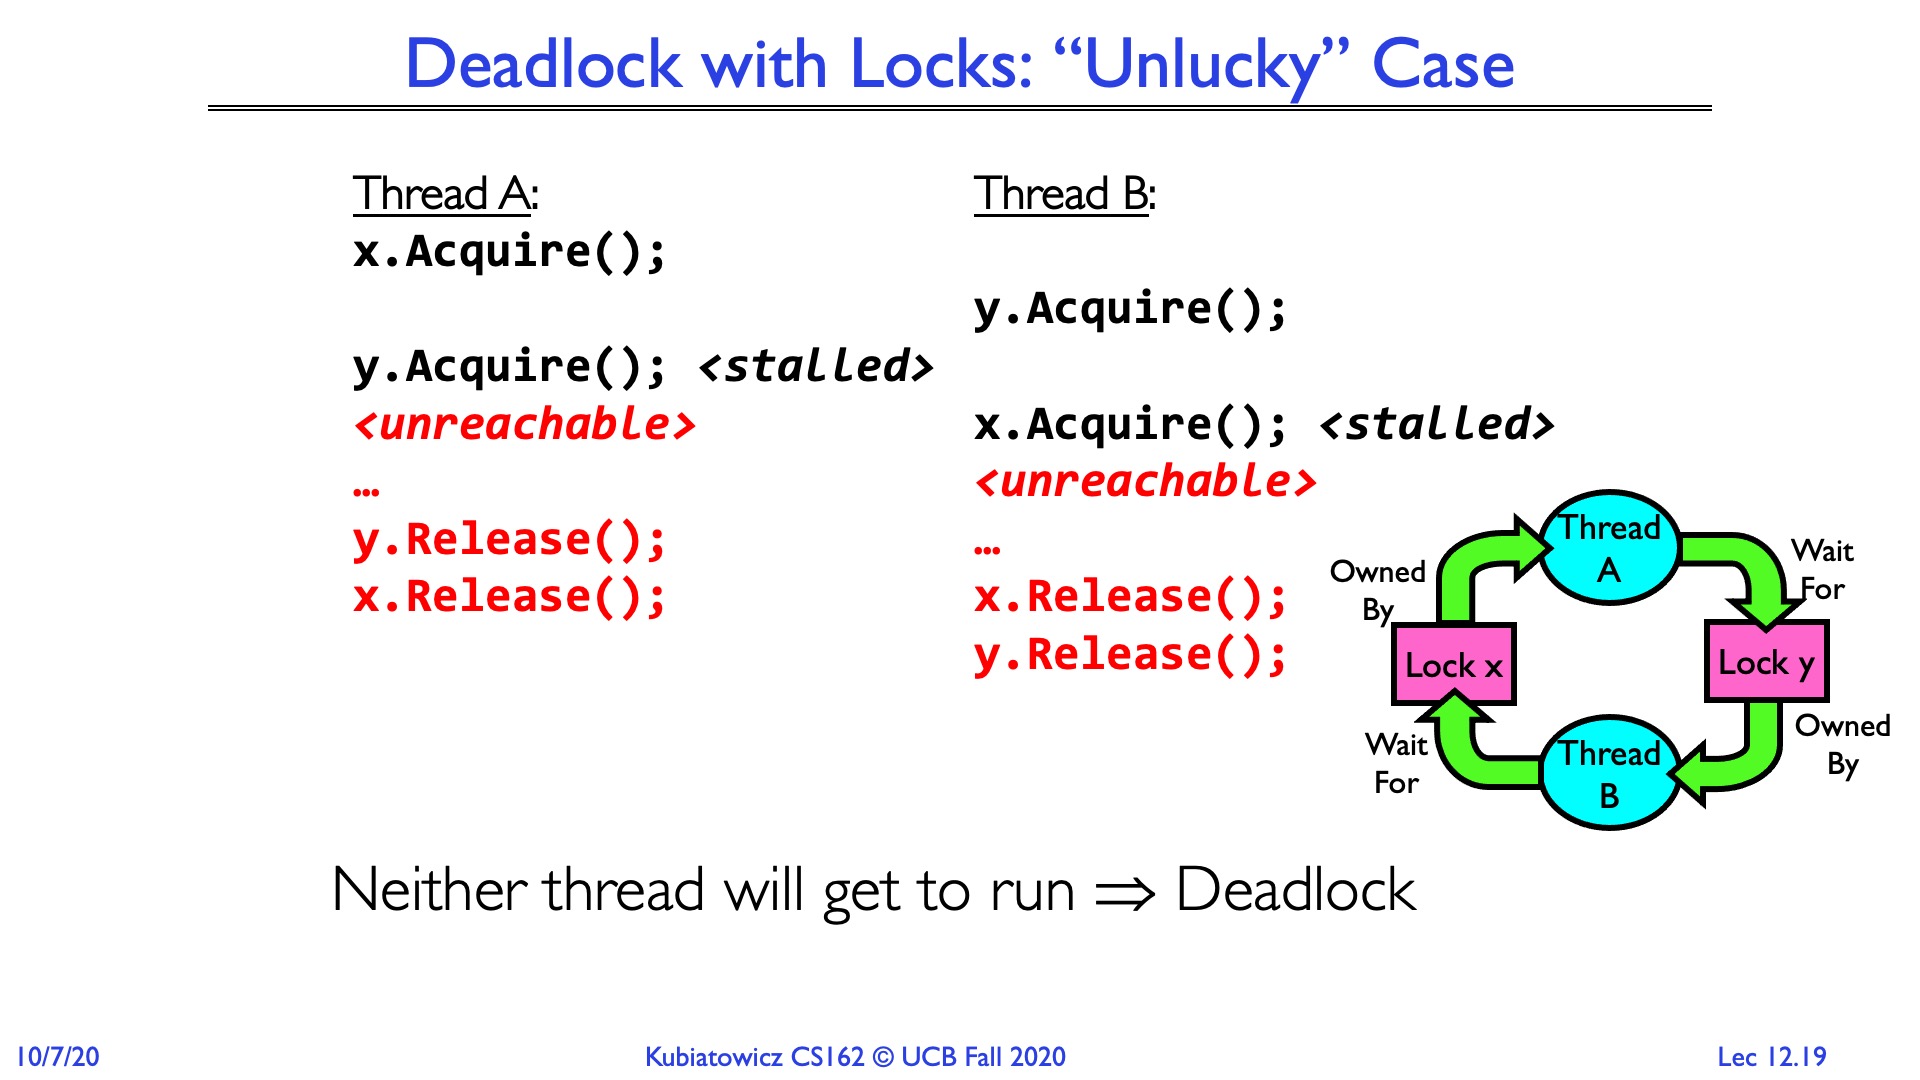 Deadlock with Locks: “Unlucky” Case
Thread A:
x.Acquire();
y.Acquire(); <stalled>
<unreachable>
…
y.Release();
x.Release();
Thread B:
y.Acquire();
x.Acquire(); <stalled>
<unreachable>
…
x.Release();
y.Release();
Thread
A
Wait
For
Owned
By
Lock x
Lock y
Wait
For
Thread
B
Owned
By
Neither thread will get to run ⇒ Deadlock
10/7/20
Kubiatowicz CS162 © UCB Fall 2020
Lec 12.19